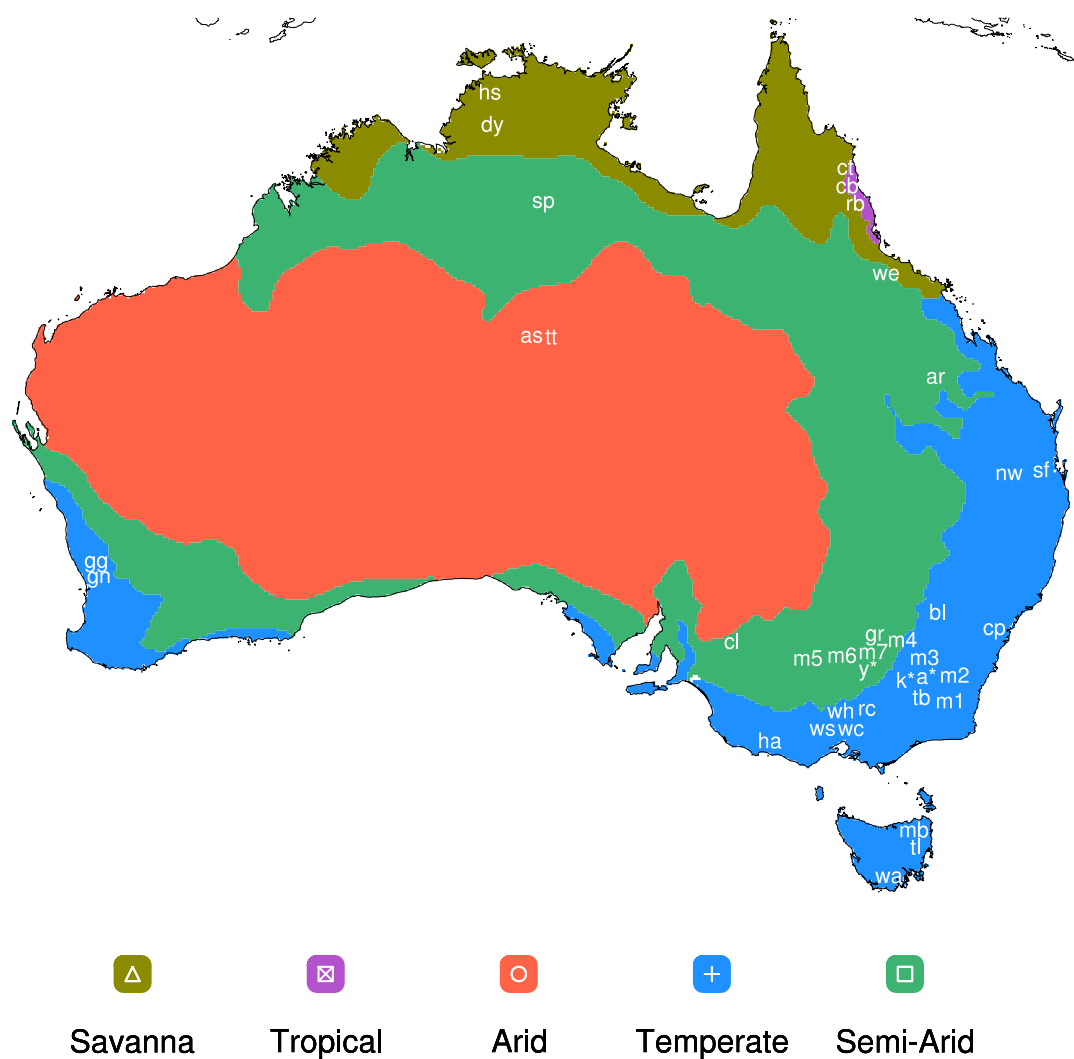 hs
dy
ct
cb
sp
rb
we
as tt
ar
nw sf
gg
gn
bl
cp
gr m4
cl
m7
m5 m6 m3
y*
k* a* m2
tb m1
wh rc
ws wc
ha
mb
tl
wa
Savanna Tropical Arid Temperate Semi-Arid